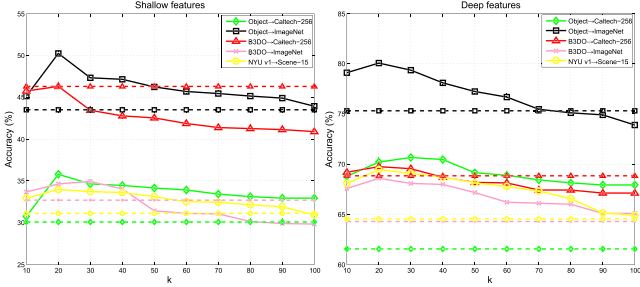 Shallow features
Accuracy (%)
55
50
45
40
35
30
25
10 20 30 40 50 60 70 80 90 100
k
Object→Caltech−256
Object→ImageNet
B3DO→Caltech−256
B3DO→ImageNet
NYU v1→Scene−15
Deep features
Accuracy (%)
85
80
75
70
65
60
10 20 30 40 50 60 70 80 90 100
k
Object→Caltech−256
Object→ImageNet
B3DO→Caltech−256
B3DO→ImageNet
NYU v1→Scene−15